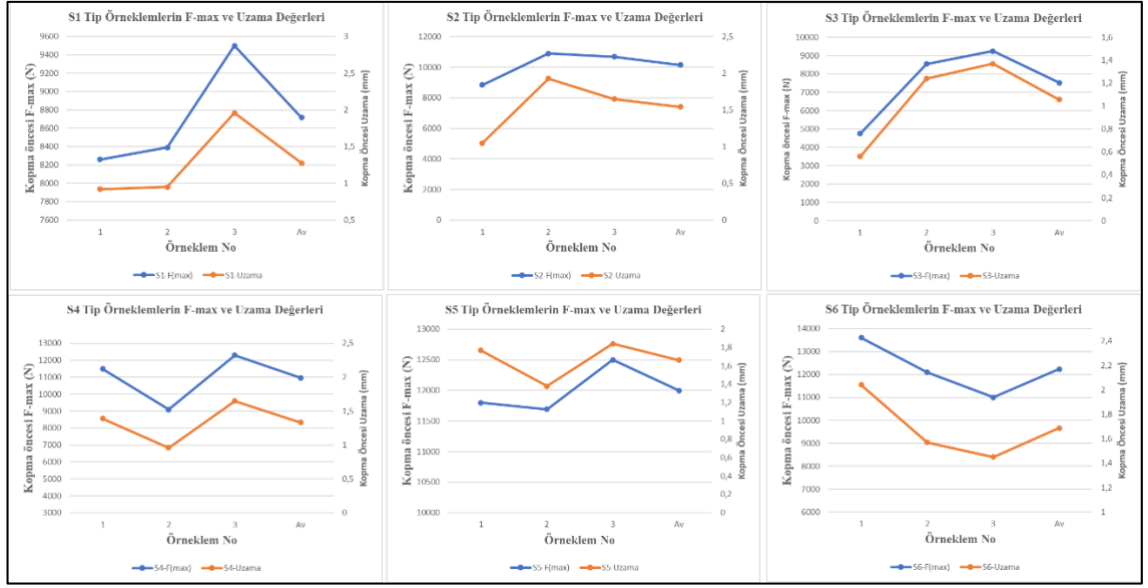 S1 Tip Örneklemlerin F-max ve Uzama Değerleri
Kopma öncesi F-max (N)
9600
9400
9200
9000
8800
8600
8400
8200
8000
7800
7600
3
2,5
2
1,5
1
0,5
Kopma Öncesi Uzama (mm)
1 2 3 Av
Örneklem No
S1-F(max) S1-Uzama
S2 Tip Örneklemlerin F-max ve Uzama Değerleri
Kopma öncesi F-max (N)
12000
10000
8000
6000
4000
2000
0
2,5
2
1,5
1
0,5
0
Kopma Öncesi Uzama (mm)
1 2 3 Av
Örneklem No
S2-F(max) S2-Uzama
S3 Tip Örneklemlerin F-max ve Uzama Değerleri
Kopma öncesi F-max (N)
10000
9000
8000
7000
6000
5000
4000
3000
2000
1000
0
1,6
1,4
1,2
1
0,8
0,6
0,4
0,2
0
Kopma Öncesi Uzama (mm)
1 2 3 Av
Örneklem No
S3-F(max) S3-Uzama
S4 Tip Örneklemlerin F-max ve Uzama Değerleri
Kopma öncesi F-max (N)
13000
12000
11000
10000
9000
8000
7000
6000
5000
4000
3000
2,5
2
1,5
1
0,5
0
Kopma Öncesi Uzama (mm)
1 2 3 Av
Örneklem No
S4-F(max) S4-Uzama
S5 Tip Örneklemlerin F-max ve Uzama Değerleri
Kopma öncesi F-max (N)
13000
12500
12000
11500
11000
10500
10000
2
1,8
1,6
1,4
1,2
1
0,8
0,6
0,4
0,2
0
Kopma Öncesi Uzama (mm)
1 2 3 Av
Örneklem No
S5-F(max) S5-Uzama
S6 Tip Örneklemlerin F-max ve Uzama Değerleri
Kopma öncesi F-max (N)
14000
13000
12000
11000
10000
9000
8000
7000
6000
2,4
2,2
2
1,8
1,6
1,4
1,2
1
Kopma Öncesi Uzama (mm)
1 2 3 Av
Örneklem No
S6-F(max) S6-Uzama